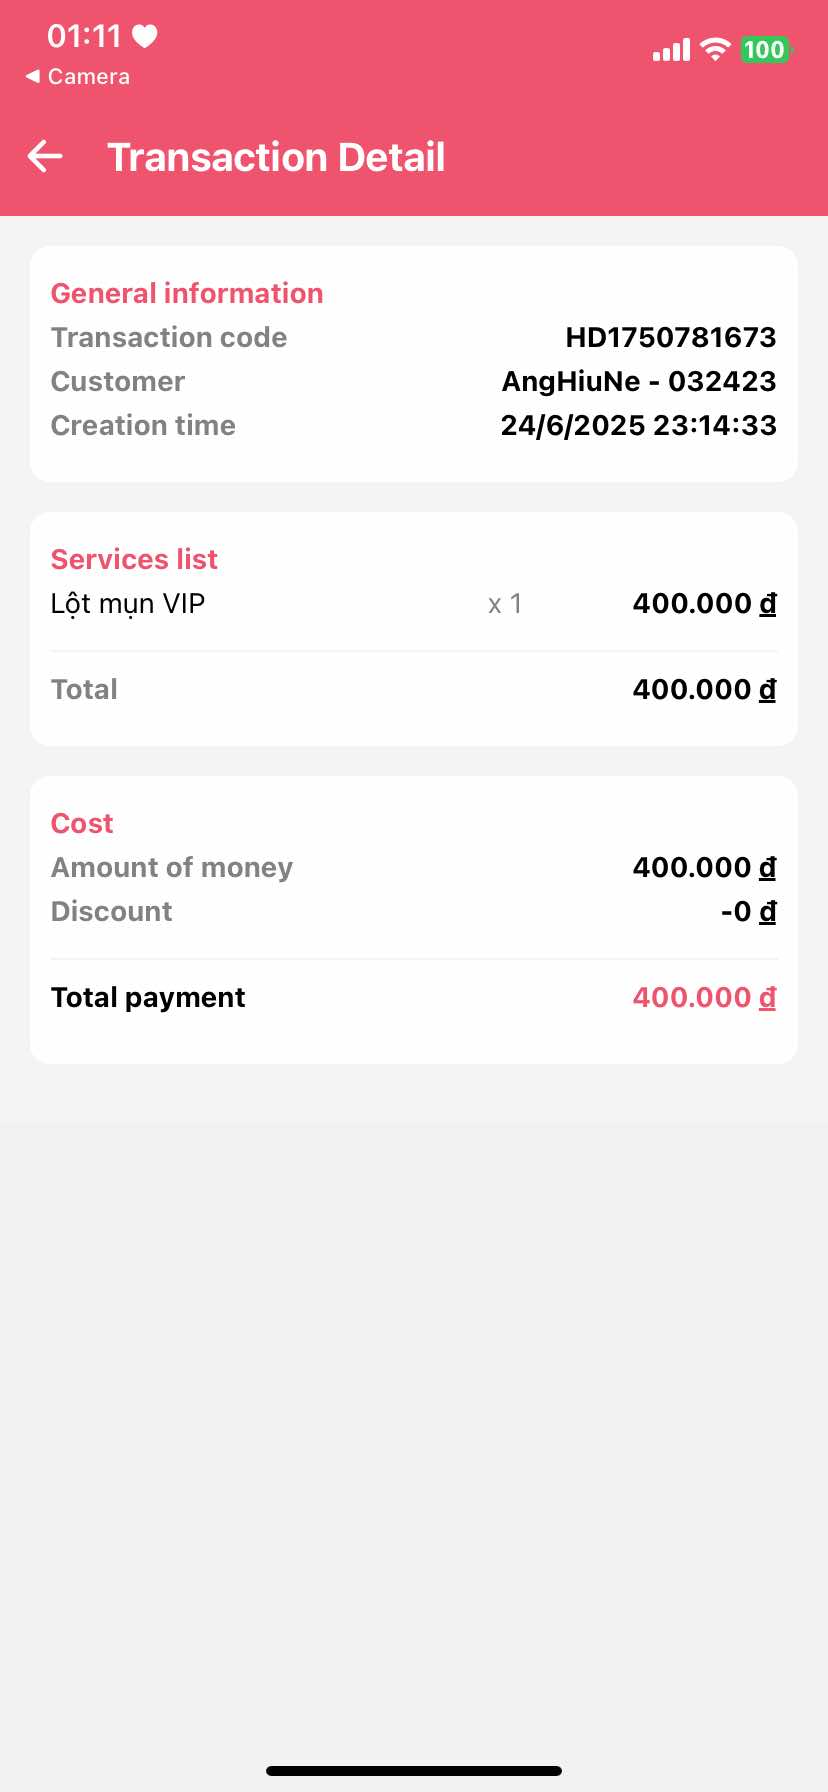 01:11
Camera
100
Transaction Detail
General information
Transaction code HD1750781673
Customer AngHiuNe - 032423
Creation time 24/6/2025 23:14:33
Services list
Lột mụn VIP x 1 400.000 ₫
Total 400.000 ₫
Cost
Amount of money 400.000 ₫
Discount -0 ₫
Total payment 400.000 ₫